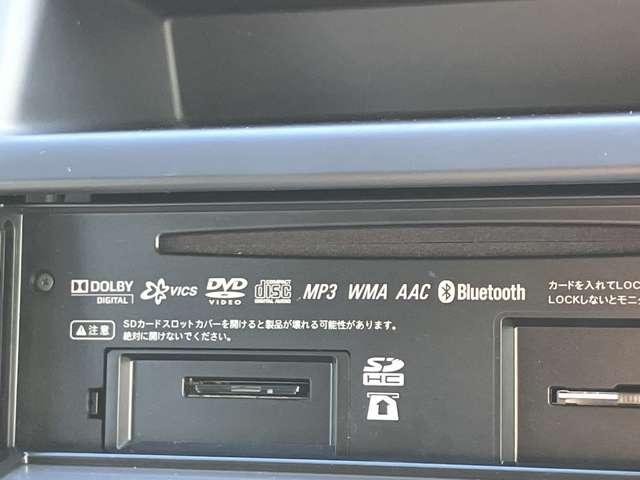 DOLBY DIGITAL VICS DVD VIDEO COMPACT disc DIGITAL AUDIO MP3 WMA AAC Bluetooth
カードを入れてLOC
LOCKしないとモニタ
⚠注意 SDカードスロットカバーを開けると製品が壊れる可能性があります。
絶対に開けないでください。
SD
HC